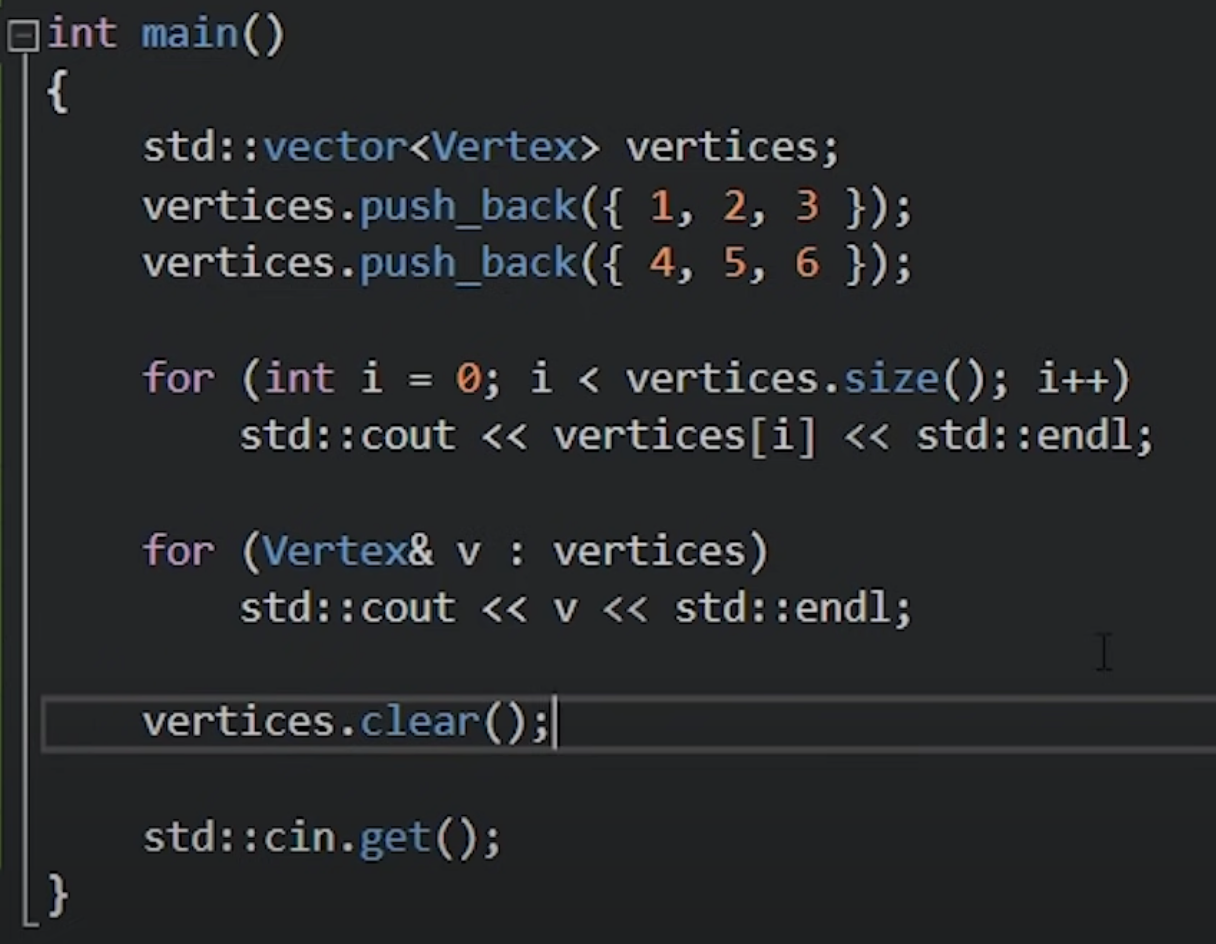 int main()
{
    std::vector<Vertex> vertices;
    vertices.push_back({ 1, 2, 3 });
    vertices.push_back({ 4, 5, 6 });

    for (int i = 0; i < vertices.size(); i++)
        std::cout << vertices[i] << std::endl;

    for (Vertex& v : vertices)
        std::cout << v << std::endl;

    vertices.clear();

    std::cin.get();
}